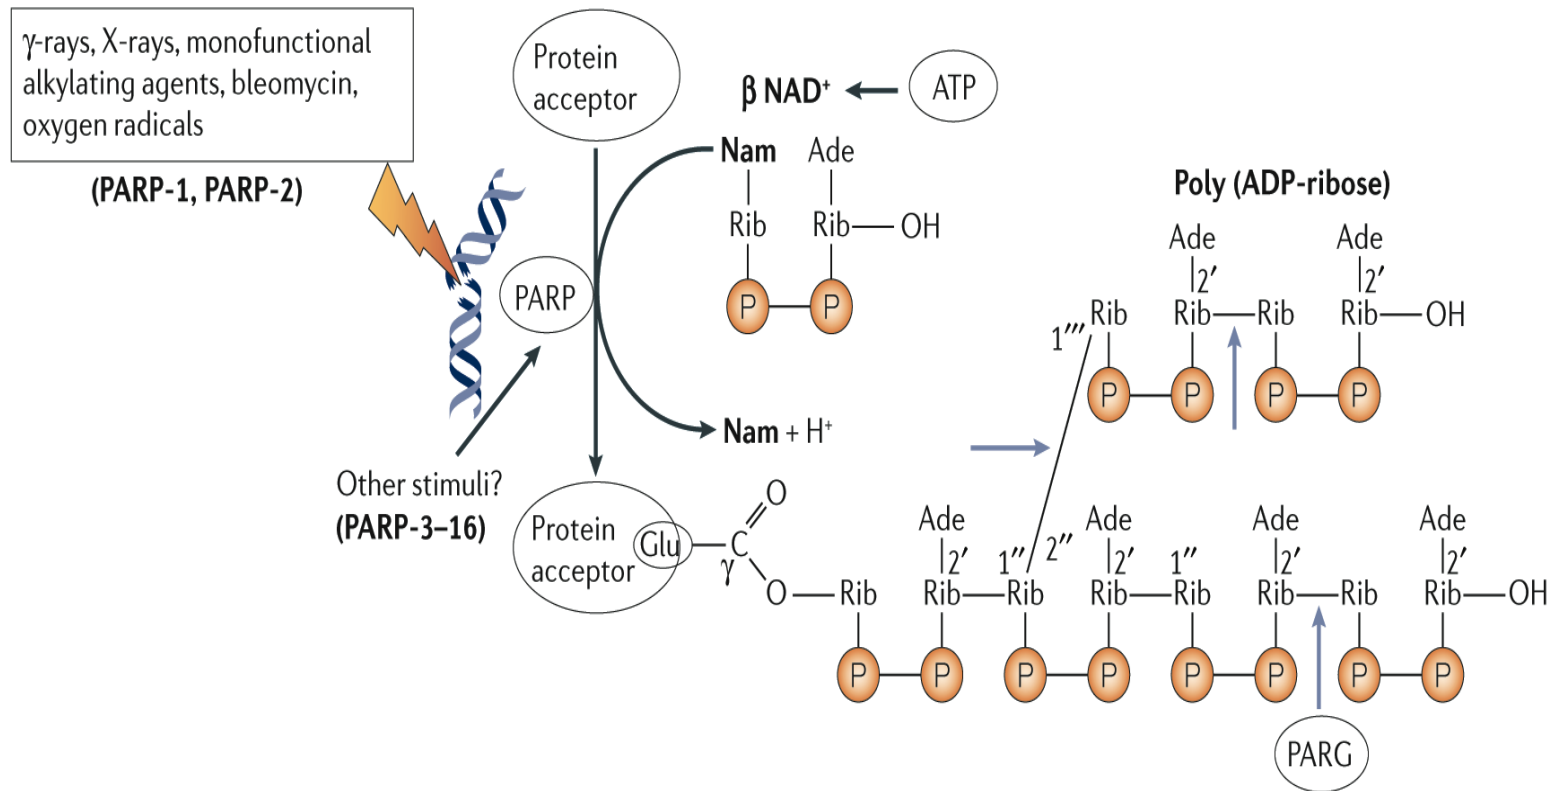 γ-rays, X-rays, monofunctional
alkylating agents, bleomycin,
oxygen radicals
(PARP-1, PARP-2)
Protein
acceptor
β NAD⁺
ATP
Nam Ade
Rib Rib OH
P P
PARP
Nam + H⁺
Other stimuli?
(PARP-3–16)
Poly (ADP-ribose)
Ade Ade
2′ 2′
1‴ Rib Rib Rib Rib OH
P P P P
Protein
acceptor
Glu C O
γ
O
Ade Ade Ade Ade
2′ 1″ 2″ 2′ 1″ 2′ 2′
Rib Rib Rib Rib Rib Rib Rib Rib OH
P P P P P P P P
PARG